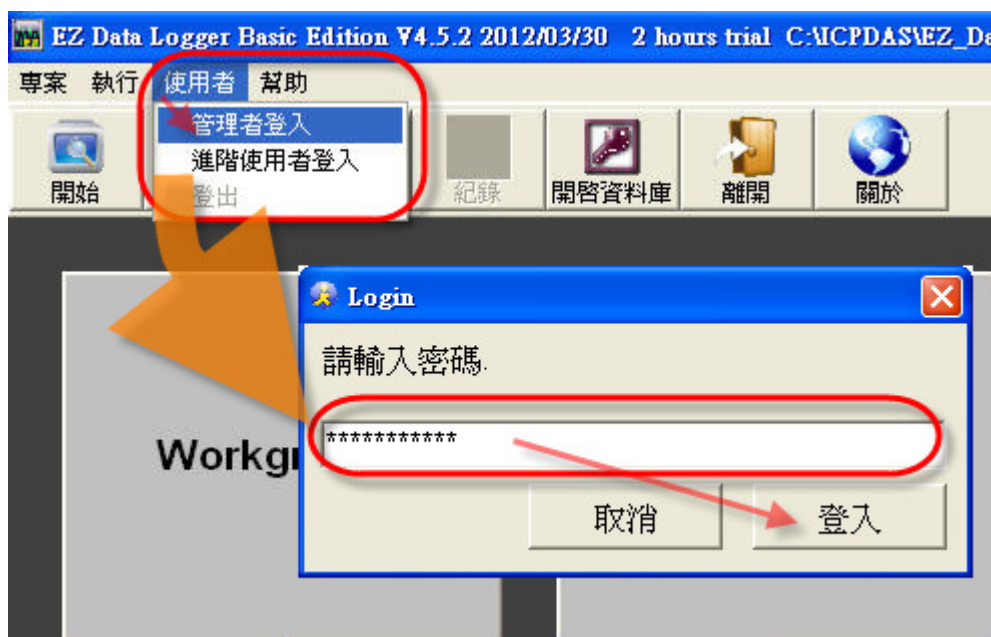 EZ Data Logger Basic Edition V4.5.2 2012/03/30 2 hours trial C:\ICPDAS\EZ_Da
專案 執行 使用者 幫助
管理者登入
進階使用者登入
登出
開始 紀錄 開啓資料庫 離開 關於
Login
請輸入密碼.
***********
Workgr
取消 登入